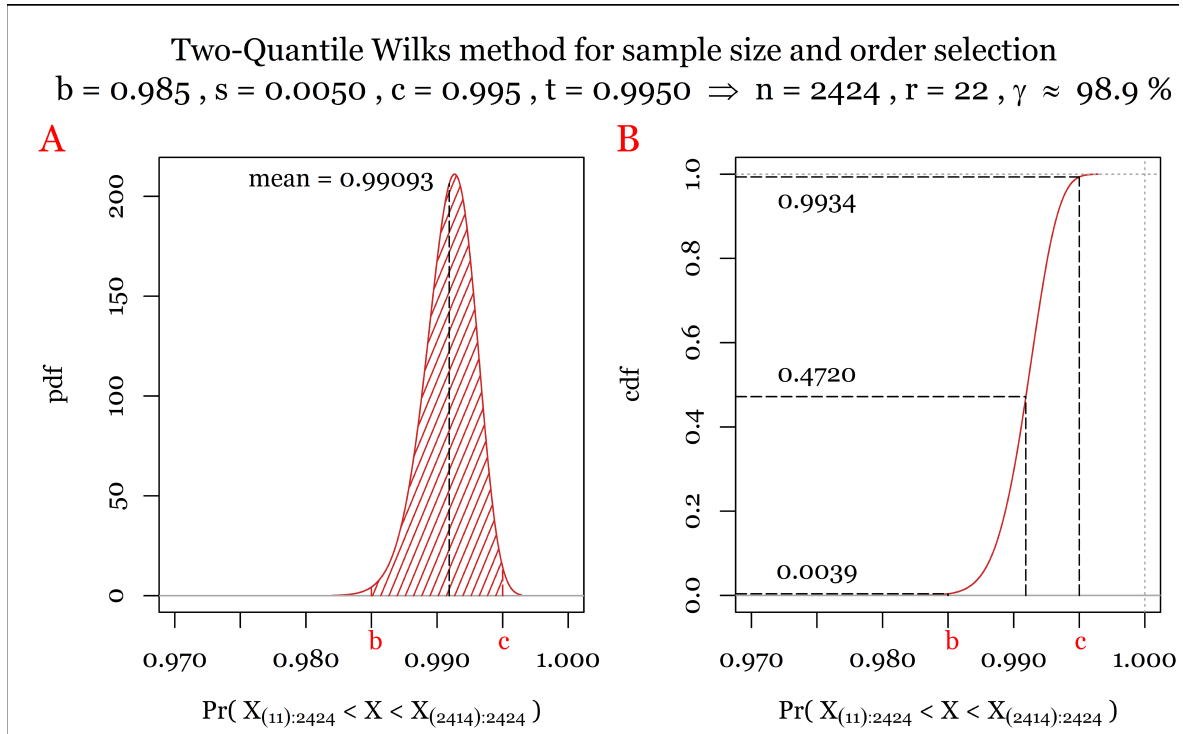 Two-Quantile Wilks method for sample size and order selection
b = 0.985 , s = 0.0050 , c = 0.995 , t = 0.9950 ⇒ n = 2424 , r = 22 , γ ≈ 98.9 %
A
mean = 0.99093
200
150
100
50
0
pdf
b
c
0.970
0.980
0.990
1.000
Pr( X(11):2424 < X < X(2414):2424 )
B
1.0
0.8
0.6
0.4
0.2
0.0
cdf
0.9934
0.4720
0.0039
b
c
0.970
0.980
0.990
1.000
Pr( X(11):2424 < X < X(2414):2424 )